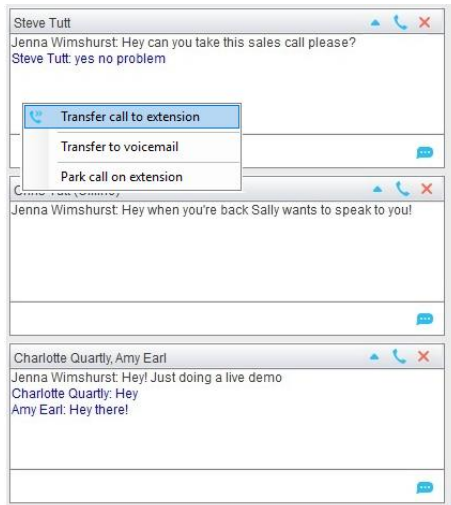 Steve Tutt
Jenna Wimshurst: Hey can you take this sales call please?
Steve Tutt: yes no problem
Transfer call to extension
Transfer to voicemail
Park call on extension
Jenna Wimshurst: Hey when you're back Sally wants to speak to you!
Charlotte Quartly, Amy Earl
Jenna Wimshurst: Hey! Just doing a live demo
Charlotte Quartly: Hey
Amy Earl: Hey there!